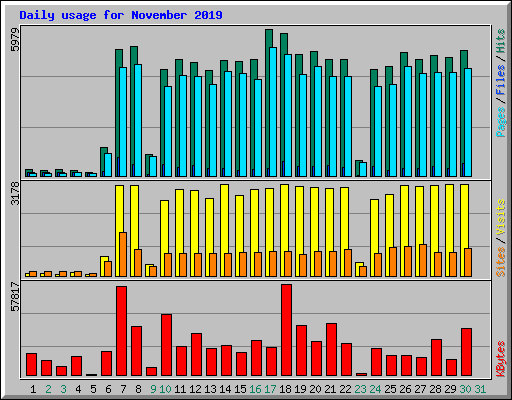 Daily usage for November 2019
5979
Pages / Files / Hits
3178
Sites / Visits
57817
KBytes
1 2 3 4 5 6 7 8 9 10 11 12 13 14 15 16 17 18 19 20 21 22 23 24 25 26 27 28 29 30 31